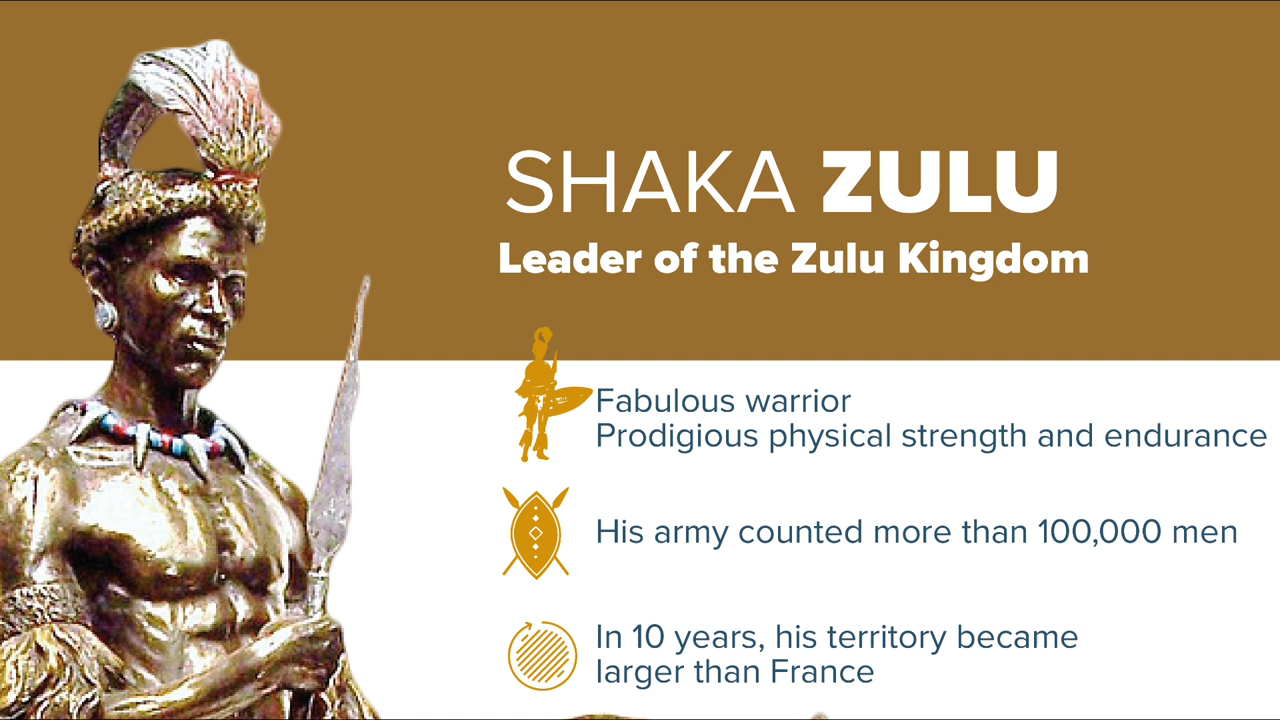 SHAKA ZULU
Leader of the Zulu Kingdom
Fabulous warrior
Prodigious physical strength and endurance
His army counted more than 100,000 men
In 10 years, his territory became
larger than France